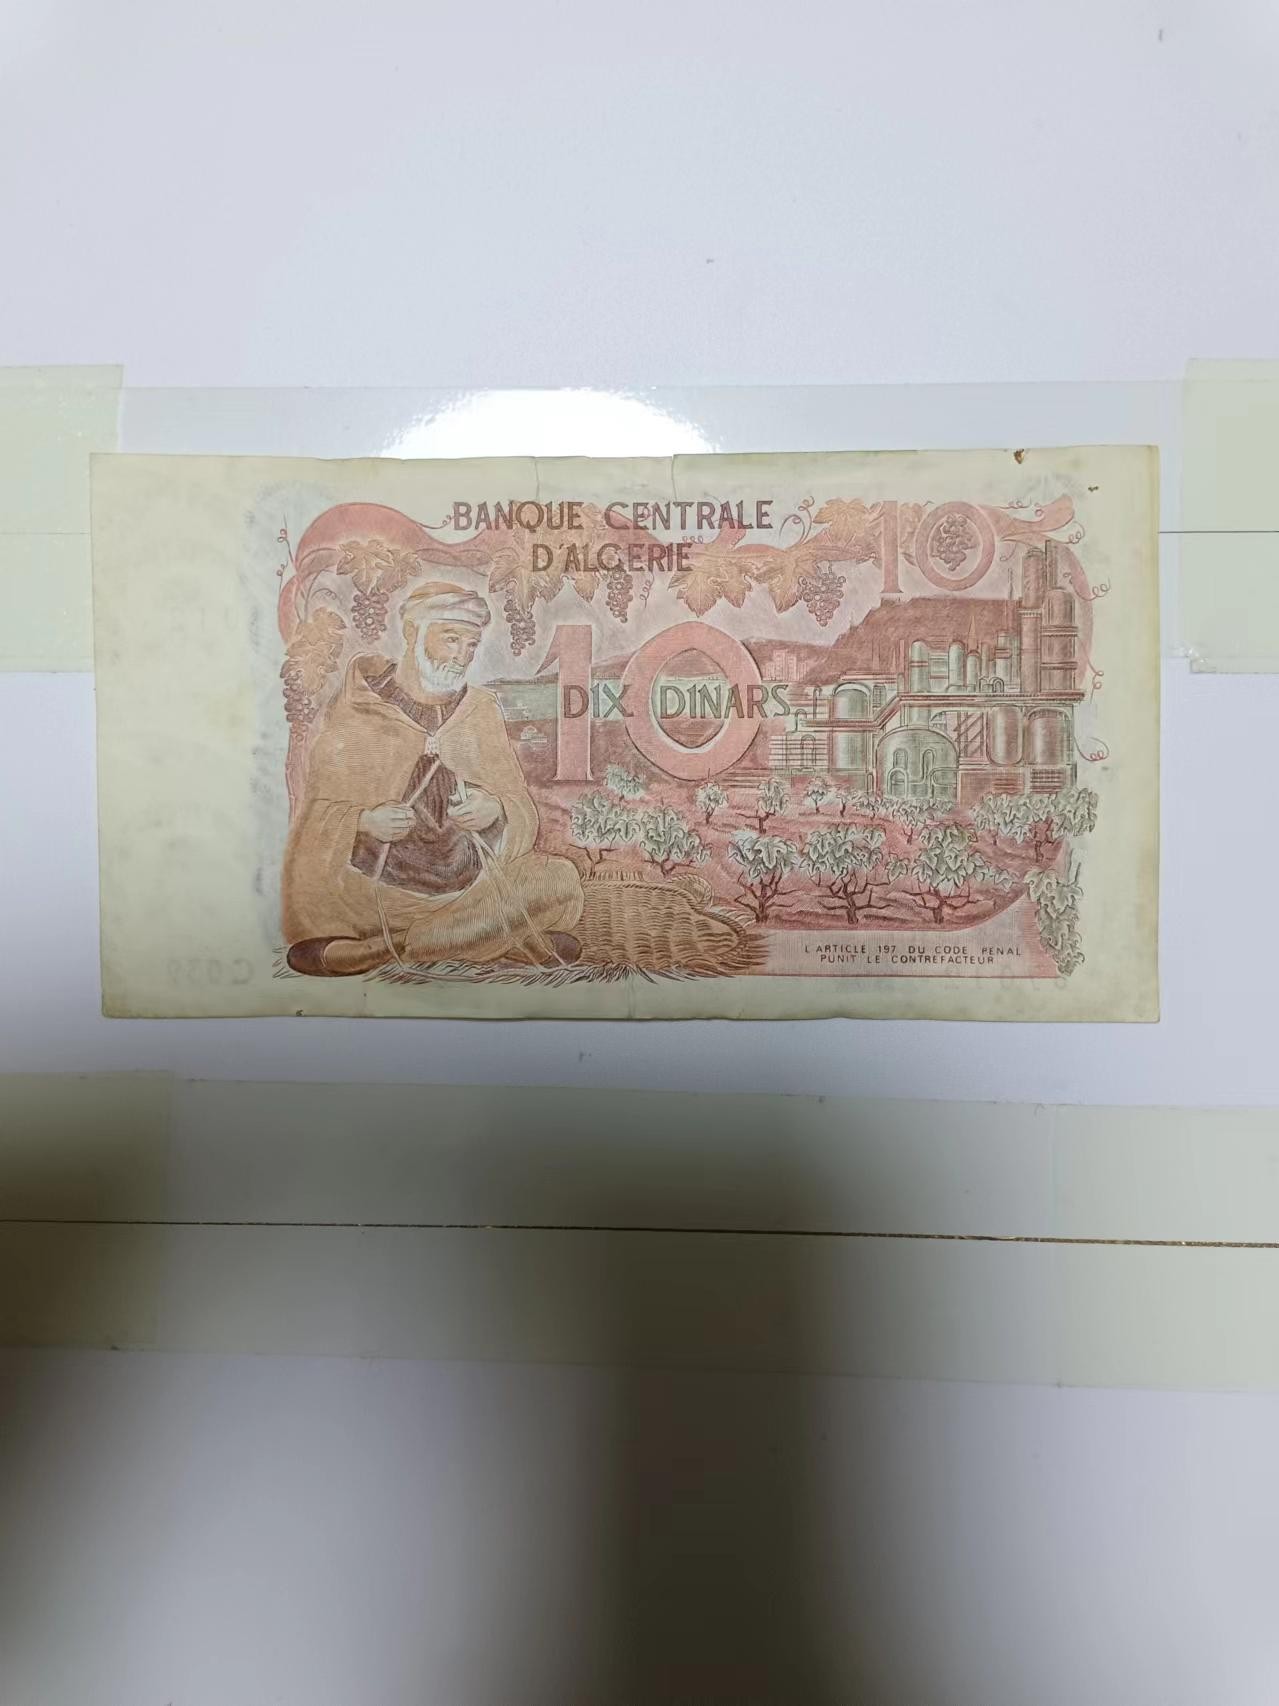 BANQUE CENTRALE
D'ALGERIE
10
10
DIX DINARS
L'ARTICLE 197 DU CODE PENAL
PUNIT LE CONTREFACTEUR